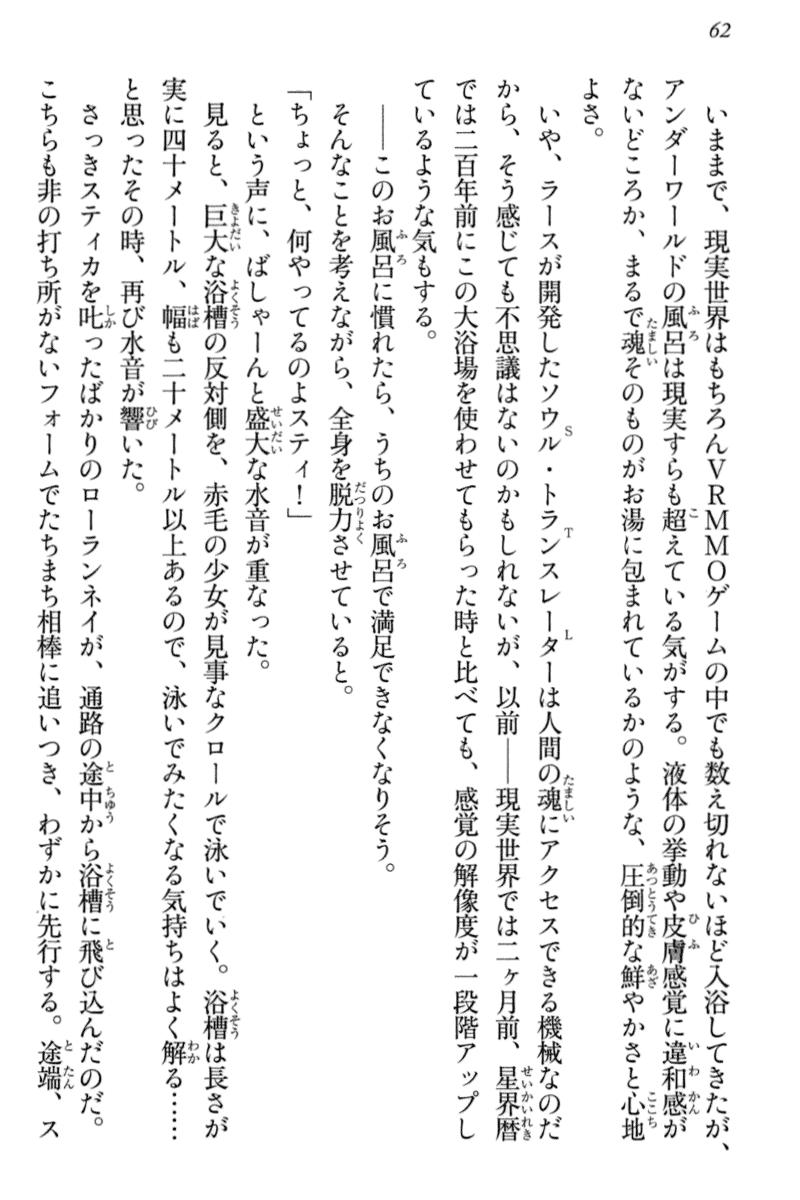 62
いままで、現実世界はもちろんVRMMOゲームの中でも数え切れないほど入浴してきたが、
アンダーワールドの風呂は現実すらも超えている気がする。液体の挙動や皮膚感覚に違和感が
ないどころか、まるで魂そのものがお湯に包まれているかのような、圧倒的な鮮やかさと心地
よさ。
いや、ラースが開発したソウル・トランスレーターは人間の魂にアクセスできる機械なのだ
から、そう感じても不思議はないのかもしれないが、以前――現実世界では二ヶ月前、星界暦
では二百年前にこの大浴場を使わせてもらった時と比べても、感覚の解像度が一段階アップし
ているような気もする。
――このお風呂に慣れたら、うちのお風呂で満足できなくなりそう。
そんなことを考えながら、全身を脱力させていると。
「ちょっと、何やってるのよスティ！」
という声に、ばしゃーんと盛大な水音が重なった。
見ると、巨大な浴槽の反対側を、赤毛の少女が見事なクロールで泳いでいく。浴槽は長さが
実に四十メートル、幅も二十メートル以上あるので、泳いでみたくなる気持ちはよく解る……
と思ったその時、再び水音が響いた。
さっきスティカを叱ったばかりのローランネイが、通路の途中から浴槽に飛び込んだのだ。
こちらも非の打ち所がないフォームでたちまち相棒に追いつき、わずかに先行する。途端、ス